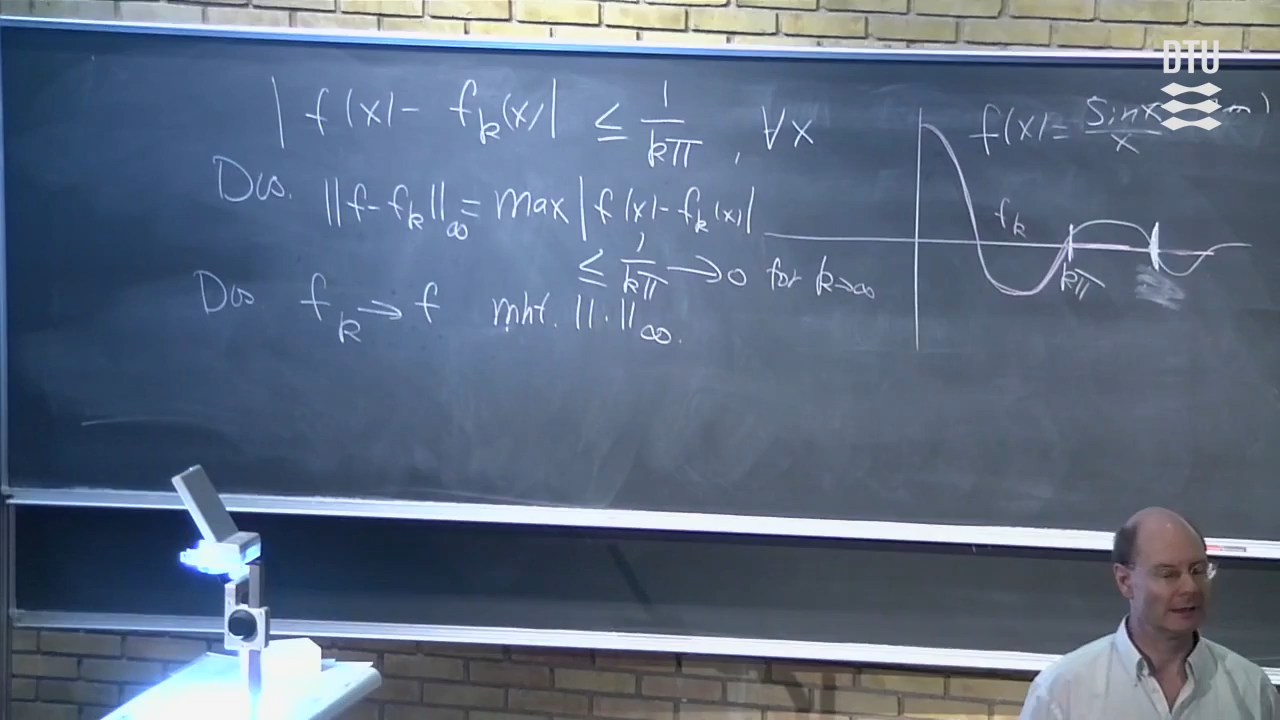 |f(x) - f_k(x)| ≤ 1/kπ, ∀x
Dvs. ||f-f_k||_∞ = max |f(x) - f_k(x)|
≤ 1/kπ → 0 for k→∞
Dvs f_k → f mht. ||·||_∞.
f(x) = sin x / x
f_k
kπ
DTU